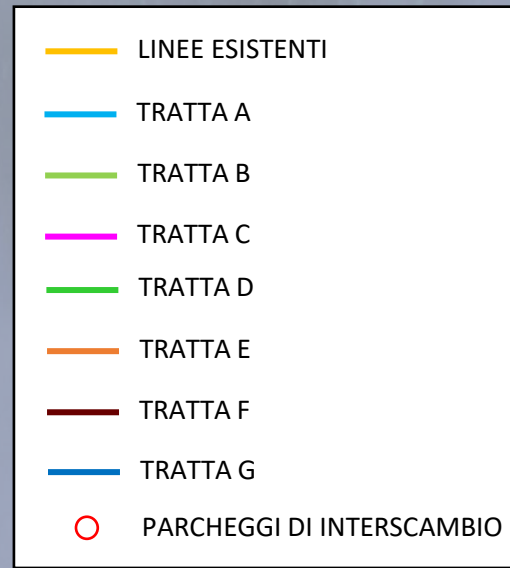 LINEE ESISTENTI
TRATTA A
TRATTA B
TRATTA C
TRATTA D
TRATTA E
TRATTA F
TRATTA G
PARCHEGGI DI INTERSCAMBIO